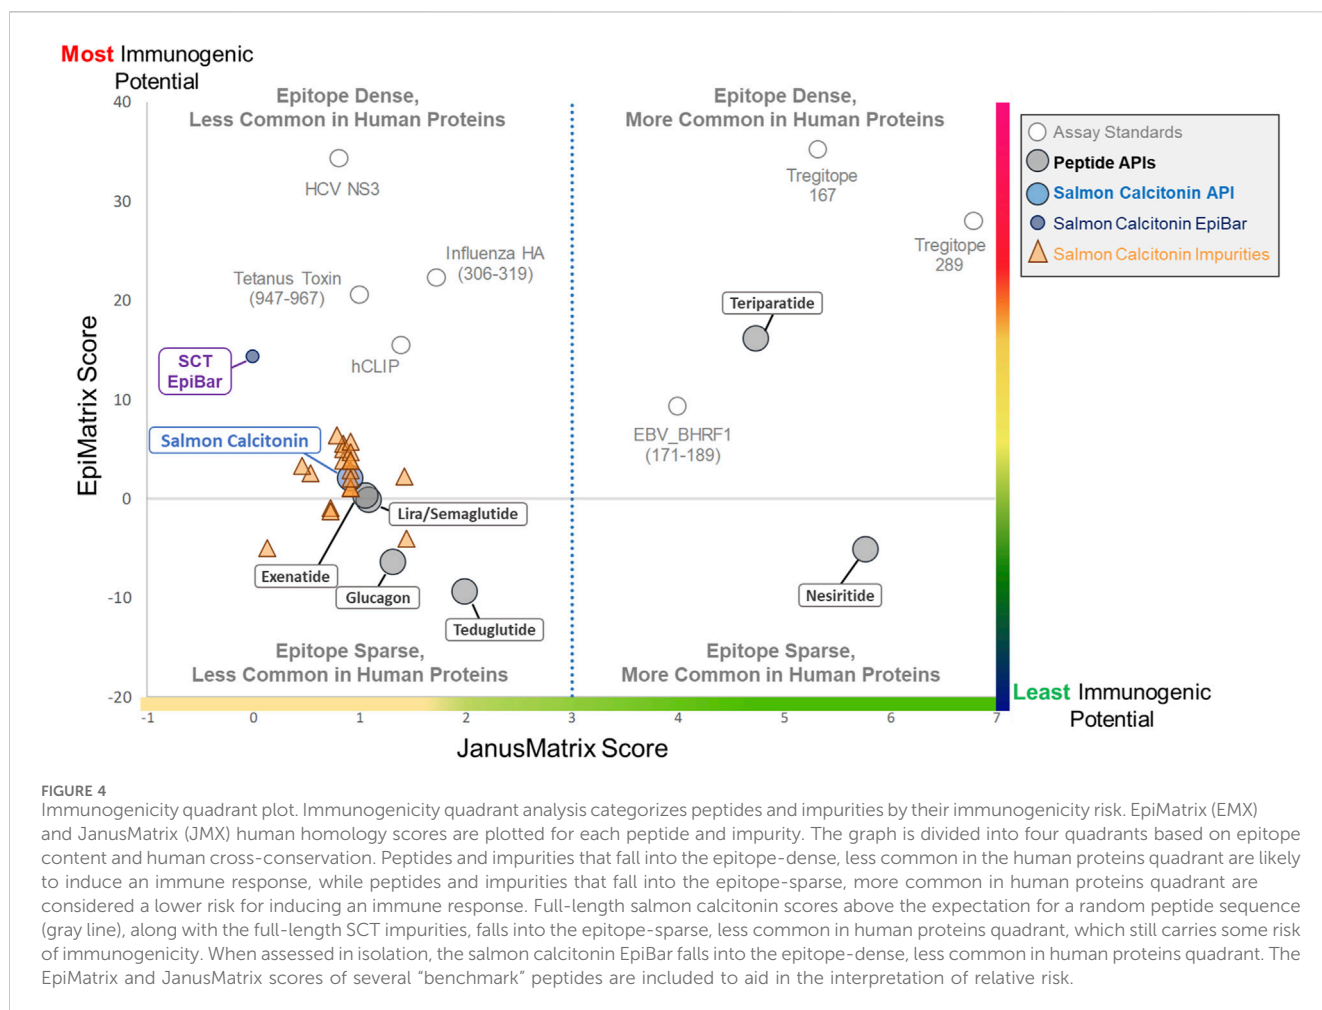 Most Immunogenic
Potential
Epitope Dense,
Less Common in Human Proteins
Epitope Dense,
More Common in Human Proteins
40
30
20
10
0
-10
-20
EpiMatrix Score
HCV NS3
Tetanus Toxin
(947-967)
Influenza HA
(306-319)
hCLIP
SCT
EpiBar
Salmon Calcitonin
Lira/Semaglutide
Exenatide
Glucagon
Teduglutide
Tregitope
167
Tregitope
289
Teriparatide
EBV_BHRF1
(171-189)
Nesiritide
Assay Standards
Peptide APIs
Salmon Calcitonin API
Salmon Calcitonin EpiBar
Salmon Calcitonin Impurities
Epitope Sparse,
Less Common in Human Proteins
Epitope Sparse,
More Common in Human Proteins
Least Immunogenic
Potential
-1 0 1 2 3 4 5 6 7
JanusMatrix Score
FIGURE 4
Immunogenicity quadrant plot. Immunogenicity quadrant analysis categorizes peptides and impurities by their immunogenicity risk. EpiMatrix (EMX)
and JanusMatrix (JMX) human homology scores are plotted for each peptide and impurity. The graph is divided into four quadrants based on epitope
content and human cross-conservation. Peptides and impurities that fall into the epitope-dense, less common in the human proteins quadrant are likely
to induce an immune response, while peptides and impurities that fall into the epitope-sparse, more common in human proteins quadrant are
considered a lower risk for inducing an immune response. Full-length salmon calcitonin scores above the expectation for a random peptide sequence
(gray line), along with the full-length SCT impurities, falls into the epitope-sparse, less common in human proteins quadrant, which still carries some risk
of immunogenicity. When assessed in isolation, the salmon calcitonin EpiBar falls into the epitope-dense, less common in human proteins quadrant. The
EpiMatrix and JanusMatrix scores of several "benchmark" peptides are included to aid in the interpretation of relative risk.